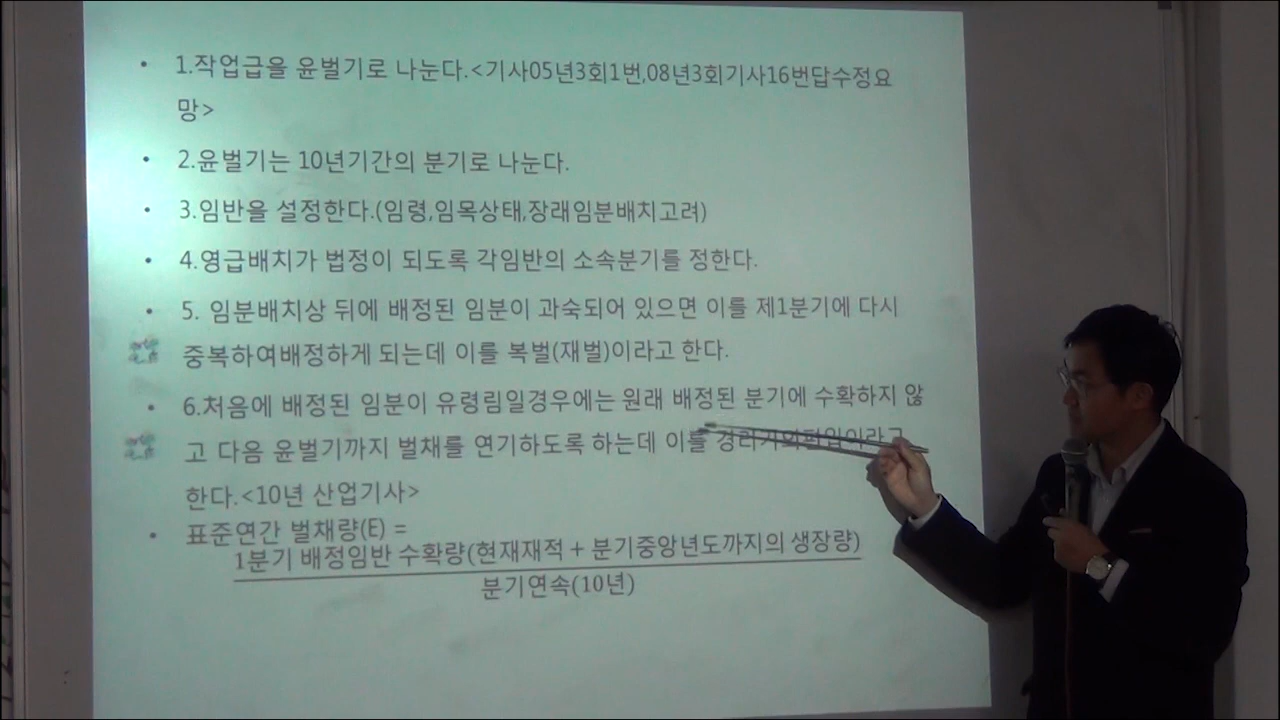 • 1.작업급을 윤벌기로 나눈다.<기사05년3회1번,08년3회기사16번답수정요
망>
• 2.윤벌기는 10년기간의 분기로 나눈다.
• 3.임반을 설정한다.(임령,임목상태,장래임분배치고려)
• 4.영급배치가 법정이 되도록 각임반의 소속분기를 정한다.
• 5. 임분배치상 뒤에 배정된 임분이 과숙되어 있으면 이를 제1분기에 다시
중복하여배정하게 되는데 이를 복벌(재벌)이라고 한다.
• 6.처음에 배정된 임분이 유령림일경우에는 원래 배정된 분기에 수확하지 않
고 다음 윤벌기까지 벌채를 연기하도록 하는데 이를
한다.<10년 산업기사>
• 표준연간 벌채량(E) =
1분기 배정임반 수확량(현재재적 + 분기중앙년도까지의 생장량)
분기연속(10년)